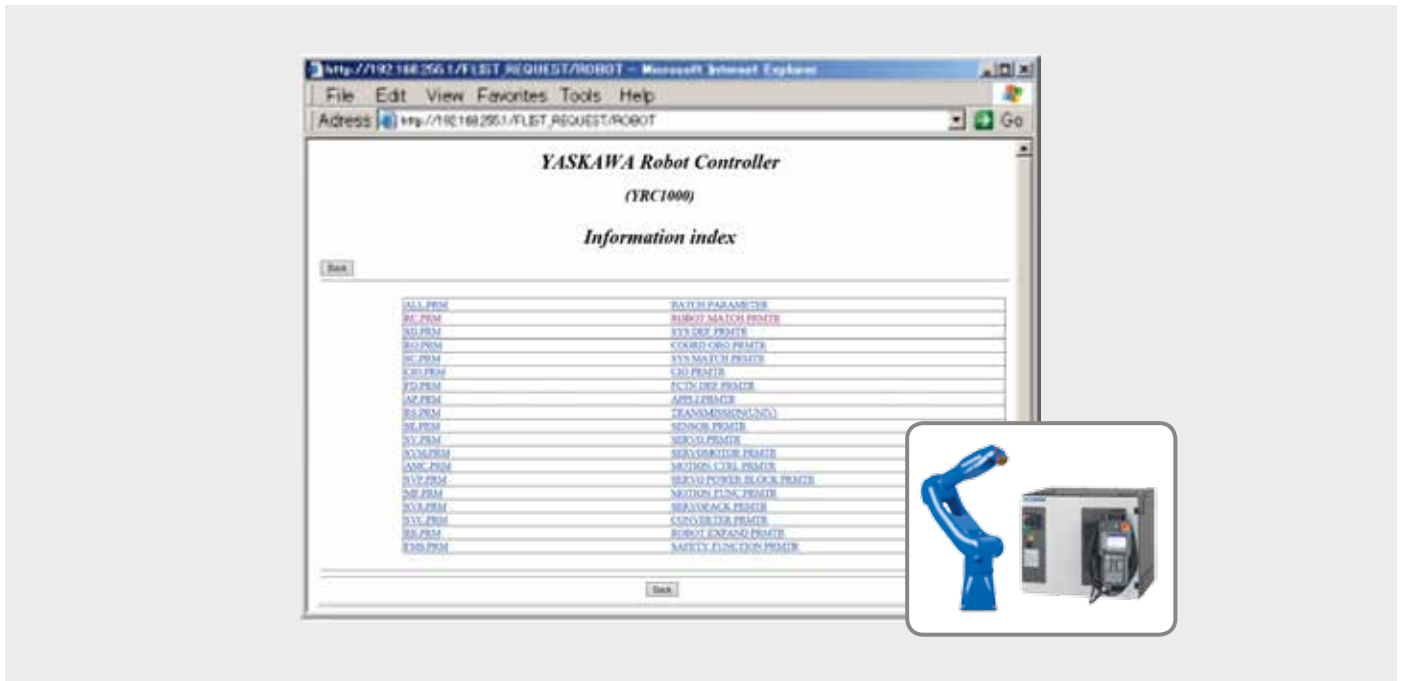 http://192.168.255.1/FLIST_REQUEST/ROBOT - Microsoft Internet Explorer
File Edit View Favorites Tools Help
Adress http://192.168.255.1/FLIST_REQUEST/ROBOT Go
YASKAWA Robot Controller
(YRC1000)
Information index
Back
ALL.PRM BATCH PARAMETER
RC.PRM ROBOT MATCH PRMTR
SD.PRM SYS DEF PRMTR
RO.PRM COORD ORG PRMTR
SC.PRM SYS MATCH PRMTR
CIO.PRM CIO PRMTR
FD.PRM FCTN DEF PRMTR
AP.PRM APPLI PRMTR
RS.PRM TRANSMISSION(UNIV)
SE.PRM SENSOR PRMTR
SV.PRM SERVO PRMTR
SVM.PRM SERVOMOTOR PRMTR
AMC.PRM MOTION CTRL PRMTR
SVP.PRM SERVO POWER BLOCK PRMTR
MF.PRM MOTION FUNC PRMTR
SVS.PRM SERVOPACK PRMTR
SVC.PRM CONVERTER PRMTR
RE.PRM ROBOT EXPAND PRMTR
FMS.PRM SAFETY FUNCTION PRMTR
Back